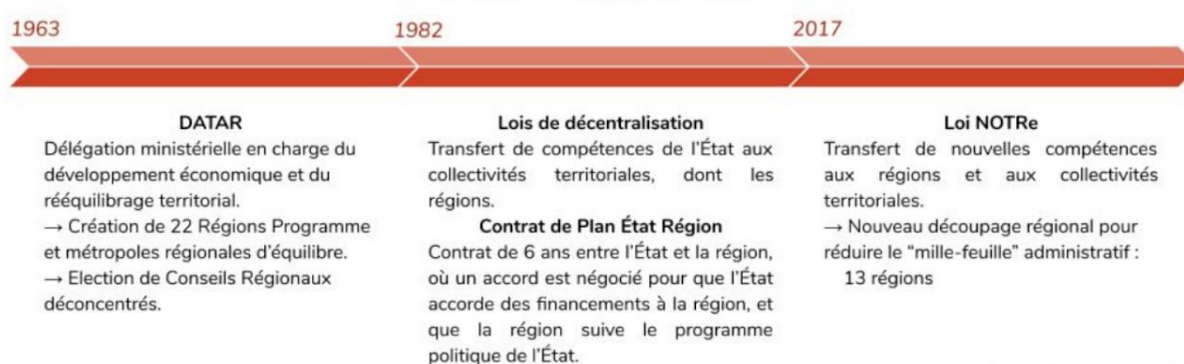 1963
1982
2017
DATAR
Délégation ministérielle en charge du
développement économique et du
rééquilibrage territorial.
→ Création de 22 Régions Programme
et métropoles régionales d'équilibre.
→ Election de Conseils Régionaux
déconcentrés.
Lois de décentralisation
Transfert de compétences de l'État aux
collectivités territoriales, dont les
régions.
Contrat de Plan État Région
Contrat de 6 ans entre l'État et la région,
où un accord est négocié pour que l'État
accorde des financements à la région, et
que la région suive le programme
politique de l'État.
Loi NOTRe
Transfert de nouvelles compétences
aux régions et aux collectivités
territoriales.
→ Nouveau découpage régional pour
réduire le "mille-feuille" administratif :
13 régions